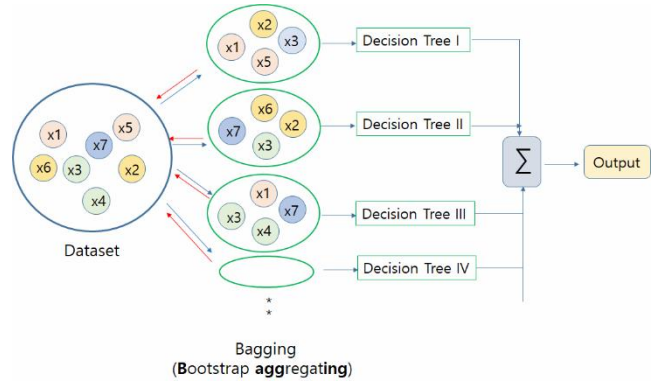 x2
x1
x3
x5
Decision Tree I
x6
x7
x2
x3
Decision Tree II
x1
x5
x7
x6
x3
x2
x4
Dataset
Σ
Output
x1
x3
x7
x4
Decision Tree III
Decision Tree IV
*
*
Bagging
(Bootstrap aggregating)